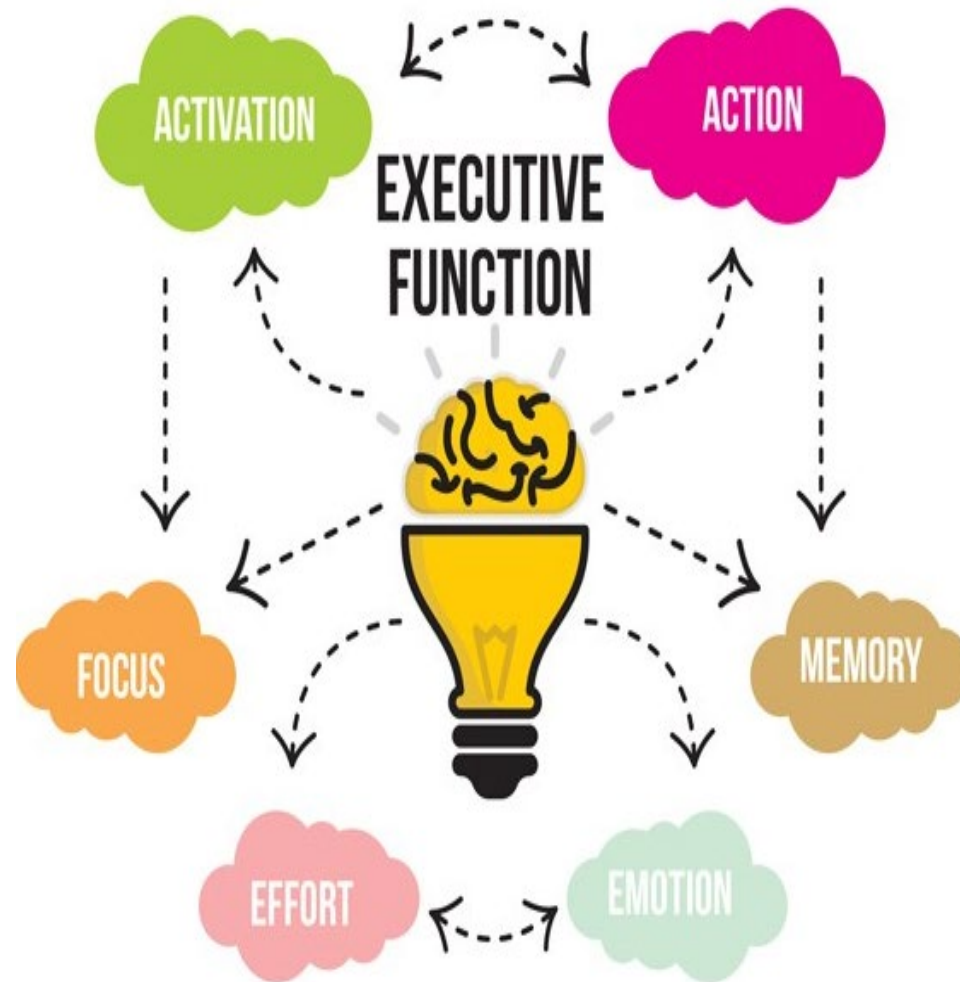 ACTIVATION
ACTION
EXECUTIVE
FUNCTION
FOCUS
MEMORY
EFFORT
EMOTION